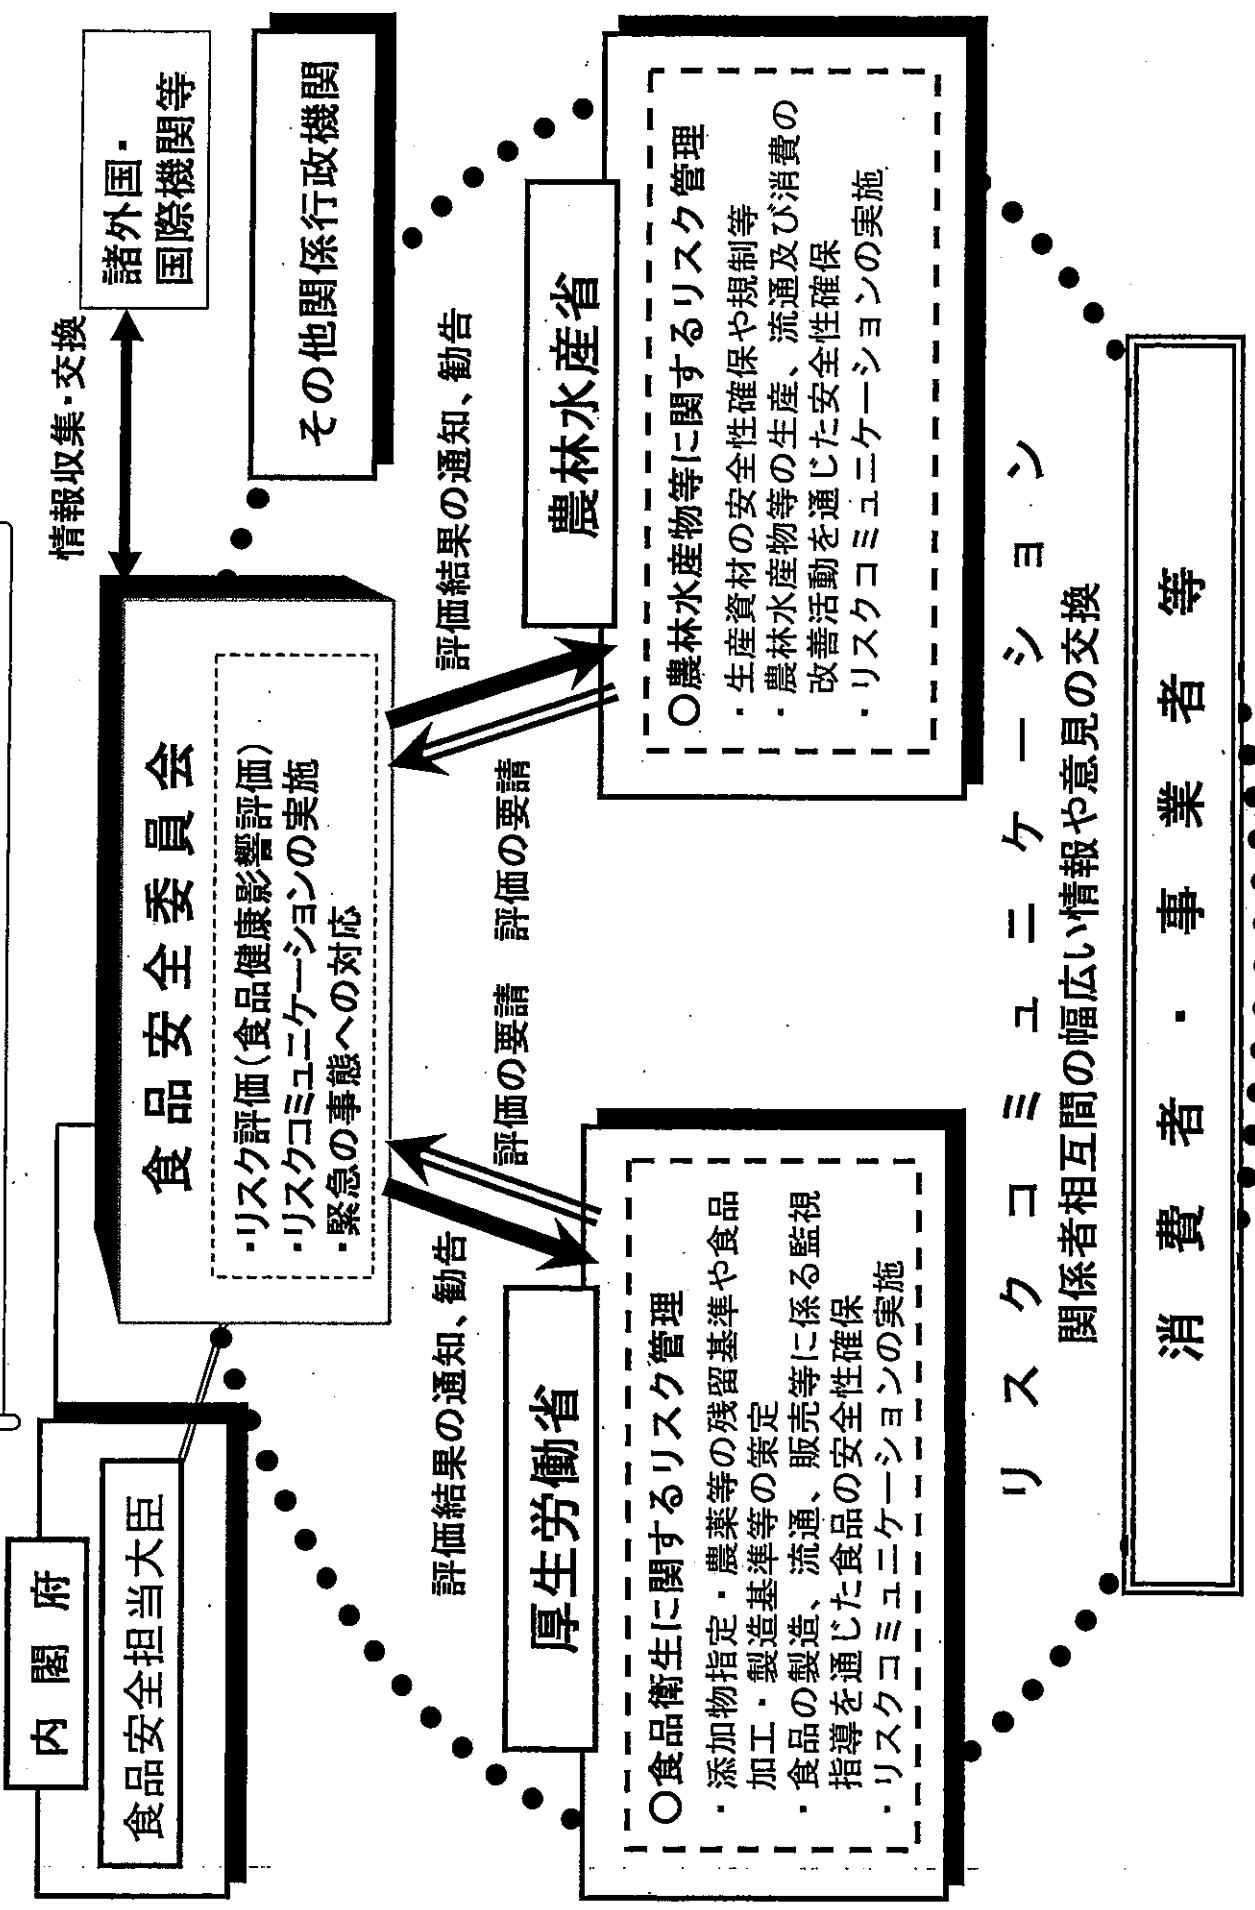 内閣府
食品安全担当大臣
食品安全委員会
・リスク評価(食品健康影響評価)
・リスクコミュニケーションの実施
・緊急の事態への対応
情報収集・交換
諸外国・
国際機関等
その他関係行政機関
評価結果の通知、勧告
評価の要請
評価の要請
評価結果の通知、勧告
厚生労働省
○食品衛生に関するリスク管理
・添加物指定・農薬等の残留基準や食品
加工・製造基準等の策定
・食品の製造、流通、販売等に係る監視
指導を通じた食品の安全性確保
・リスクコミュニケーションの実施
農林水産省
○農林水産物等に関するリスク管理
・生産資材の安全性確保や規制等
・農林水産物等の生産、流通及び消費の
改善活動を通じた安全性確保
・リスクコミュニケーションの実施
リスクコミュニケーション
関係者相互間の幅広い情報や意見の交換
消費者・事業者等